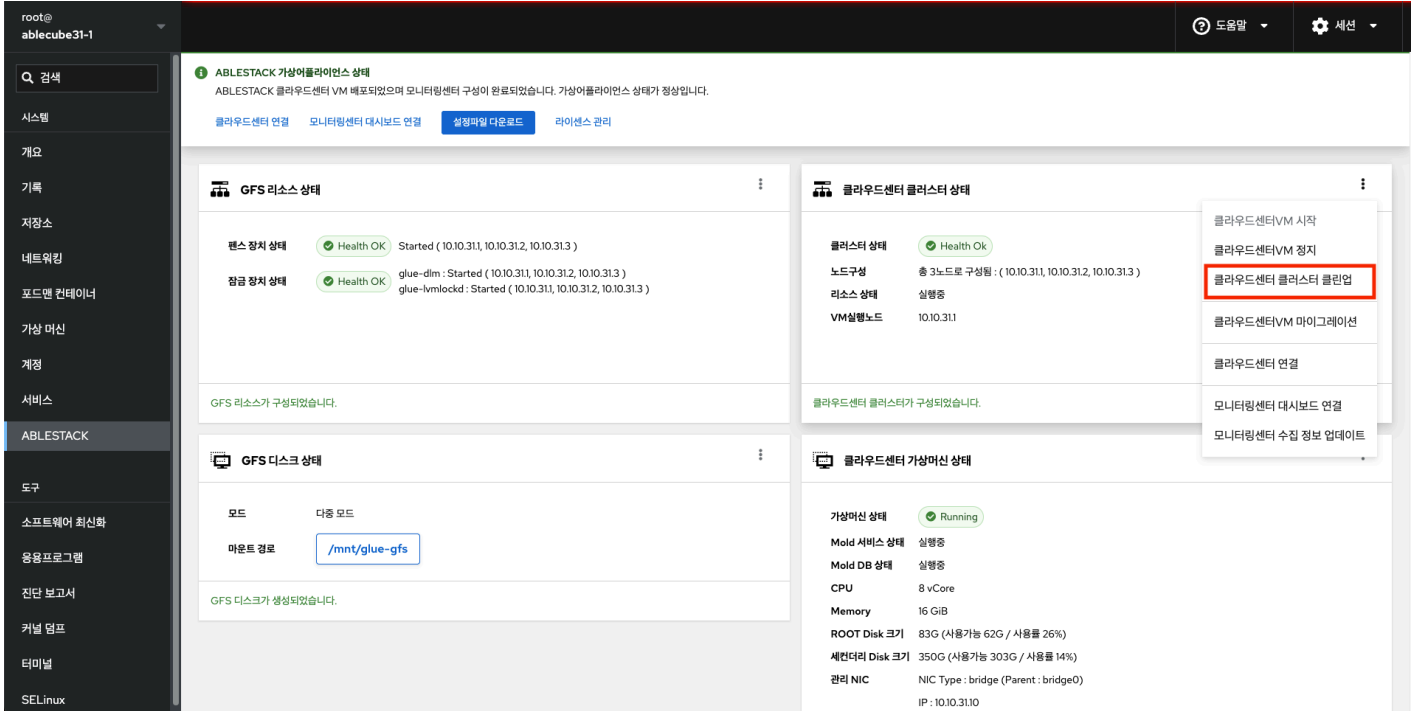 root@
ablecube31-1
도움말
세션
검색
시스템
개요
기록
저장소
네트워킹
포드맨 컨테이너
가상 머신
계정
서비스
ABLESTACK
도구
소프트웨어 최신화
응용프로그램
진단 보고서
커널 덤프
터미널
SELinux
ABLESTACK 가상어플라이언스 상태
ABLESTACK 클라우드센터 VM 배포되었으며 모니터링센터 구성이 완료되었습니다. 가상어플라이언스 상태가 정상입니다.
클라우드센터 연결 모니터링센터 대시보드 연결 설정파일 다운로드 라이센스 관리
GFS 리소스 상태
펜스 장치 상태 Health OK Started ( 10.10.31.1, 10.10.31.2, 10.10.31.3 )
잠금 장치 상태 Health OK glue-dlm : Started ( 10.10.31.1, 10.10.31.2, 10.10.31.3 )
glue-lvmlockd : Started ( 10.10.31.1, 10.10.31.2, 10.10.31.3 )
GFS 리소스가 구성되었습니다.
클라우드센터 클러스터 상태
클러스터 상태 Health Ok
노드구성 총 3노드로 구성됨 : ( 10.10.31.1, 10.10.31.2, 10.10.31.3 )
리소스 상태 실행중
VM실행노드 10.10.31.1
클라우드센터 클러스터가 구성되었습니다.
클라우드센터VM 시작
클라우드센터VM 정지
클라우드센터 클러스터 클린업
클라우드센터VM 마이그레이션
클라우드센터 연결
모니터링센터 대시보드 연결
모니터링센터 수집 정보 업데이트
GFS 디스크 상태
모드 다중 모드
마운트 경로 /mnt/glue-gfs
GFS 디스크가 생성되었습니다.
클라우드센터 가상머신 상태
가상머신 상태 Running
Mold 서비스 상태 실행중
Mold DB 상태 실행중
CPU 8 vCore
Memory 16 GiB
ROOT Disk 크기 83G (사용가능 62G / 사용률 26%)
세컨더리 Disk 크기 350G (사용가능 303G / 사용률 14%)
관리 NIC NIC Type : bridge (Parent : bridge0)
IP : 10.10.31.10